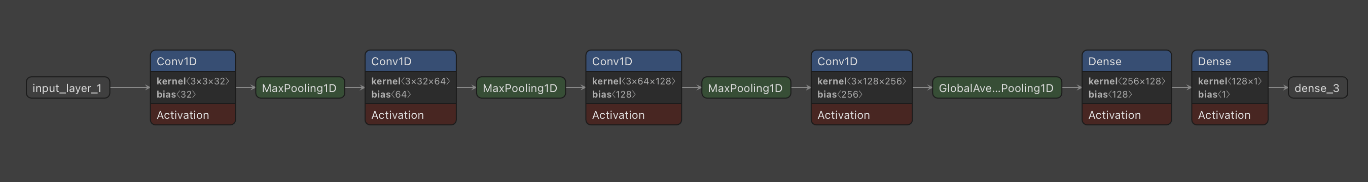 input_layer_1
Conv1D
kernel⟨3×3×32⟩
bias⟨32⟩
Activation
MaxPooling1D
Conv1D
kernel⟨3×32×64⟩
bias⟨64⟩
Activation
MaxPooling1D
Conv1D
kernel⟨3×64×128⟩
bias⟨128⟩
Activation
MaxPooling1D
Conv1D
kernel⟨3×128×256⟩
bias⟨256⟩
Activation
GlobalAve...Pooling1D
Dense
kernel⟨256×128⟩
bias⟨128⟩
Activation
Dense
kernel⟨128×1⟩
bias⟨1⟩
Activation
dense_3